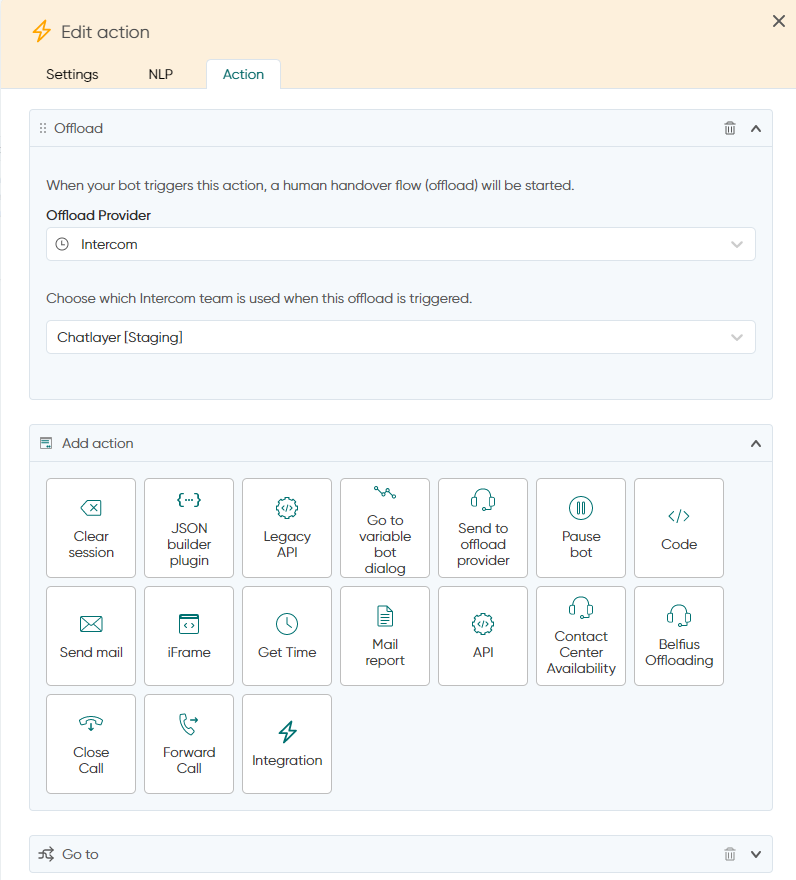 Edit action
Settings NLP Action
Offload
When your bot triggers this action, a human handover flow (offload) will be started.
Offload Provider
Intercom
Choose which Intercom team is used when this offload is triggered.
Chatlayer [Staging]
Add action
Clear
session
JSON
builder
plugin
Legacy
API
Go to
variable
bot
dialog
Send to
offload
provider
Pause
bot
Code
Send mail
iFrame
Get Time
Mail
report
API
Contact
Center
Availability
Belfius
Offloading
Close
Call
Forward
Call
Integration
Go to